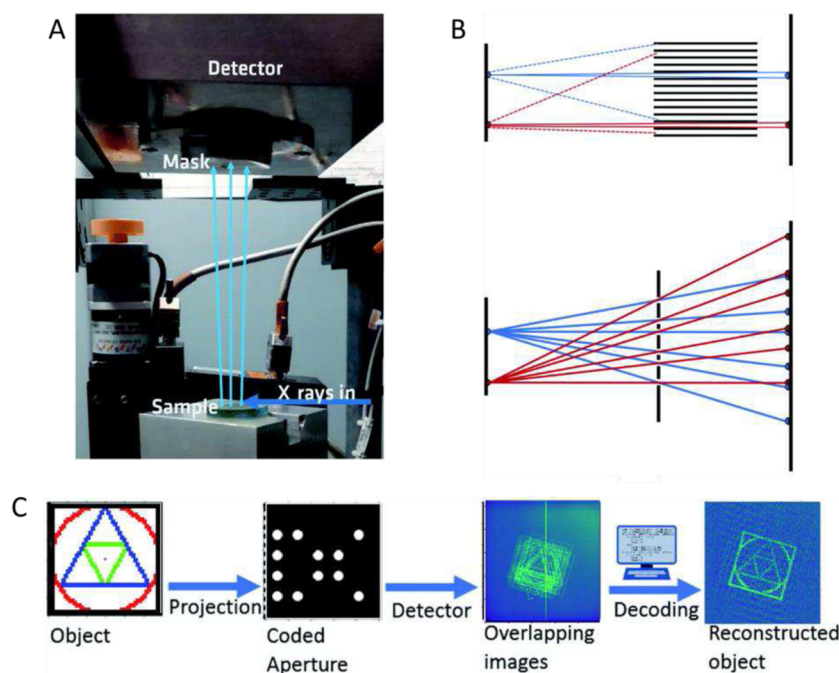 A
Detector
Mask
X rays in
Sample
B
C
Object
Projection
Coded
Aperture
Detector
Overlapping
images
Decoding
Reconstructed
object